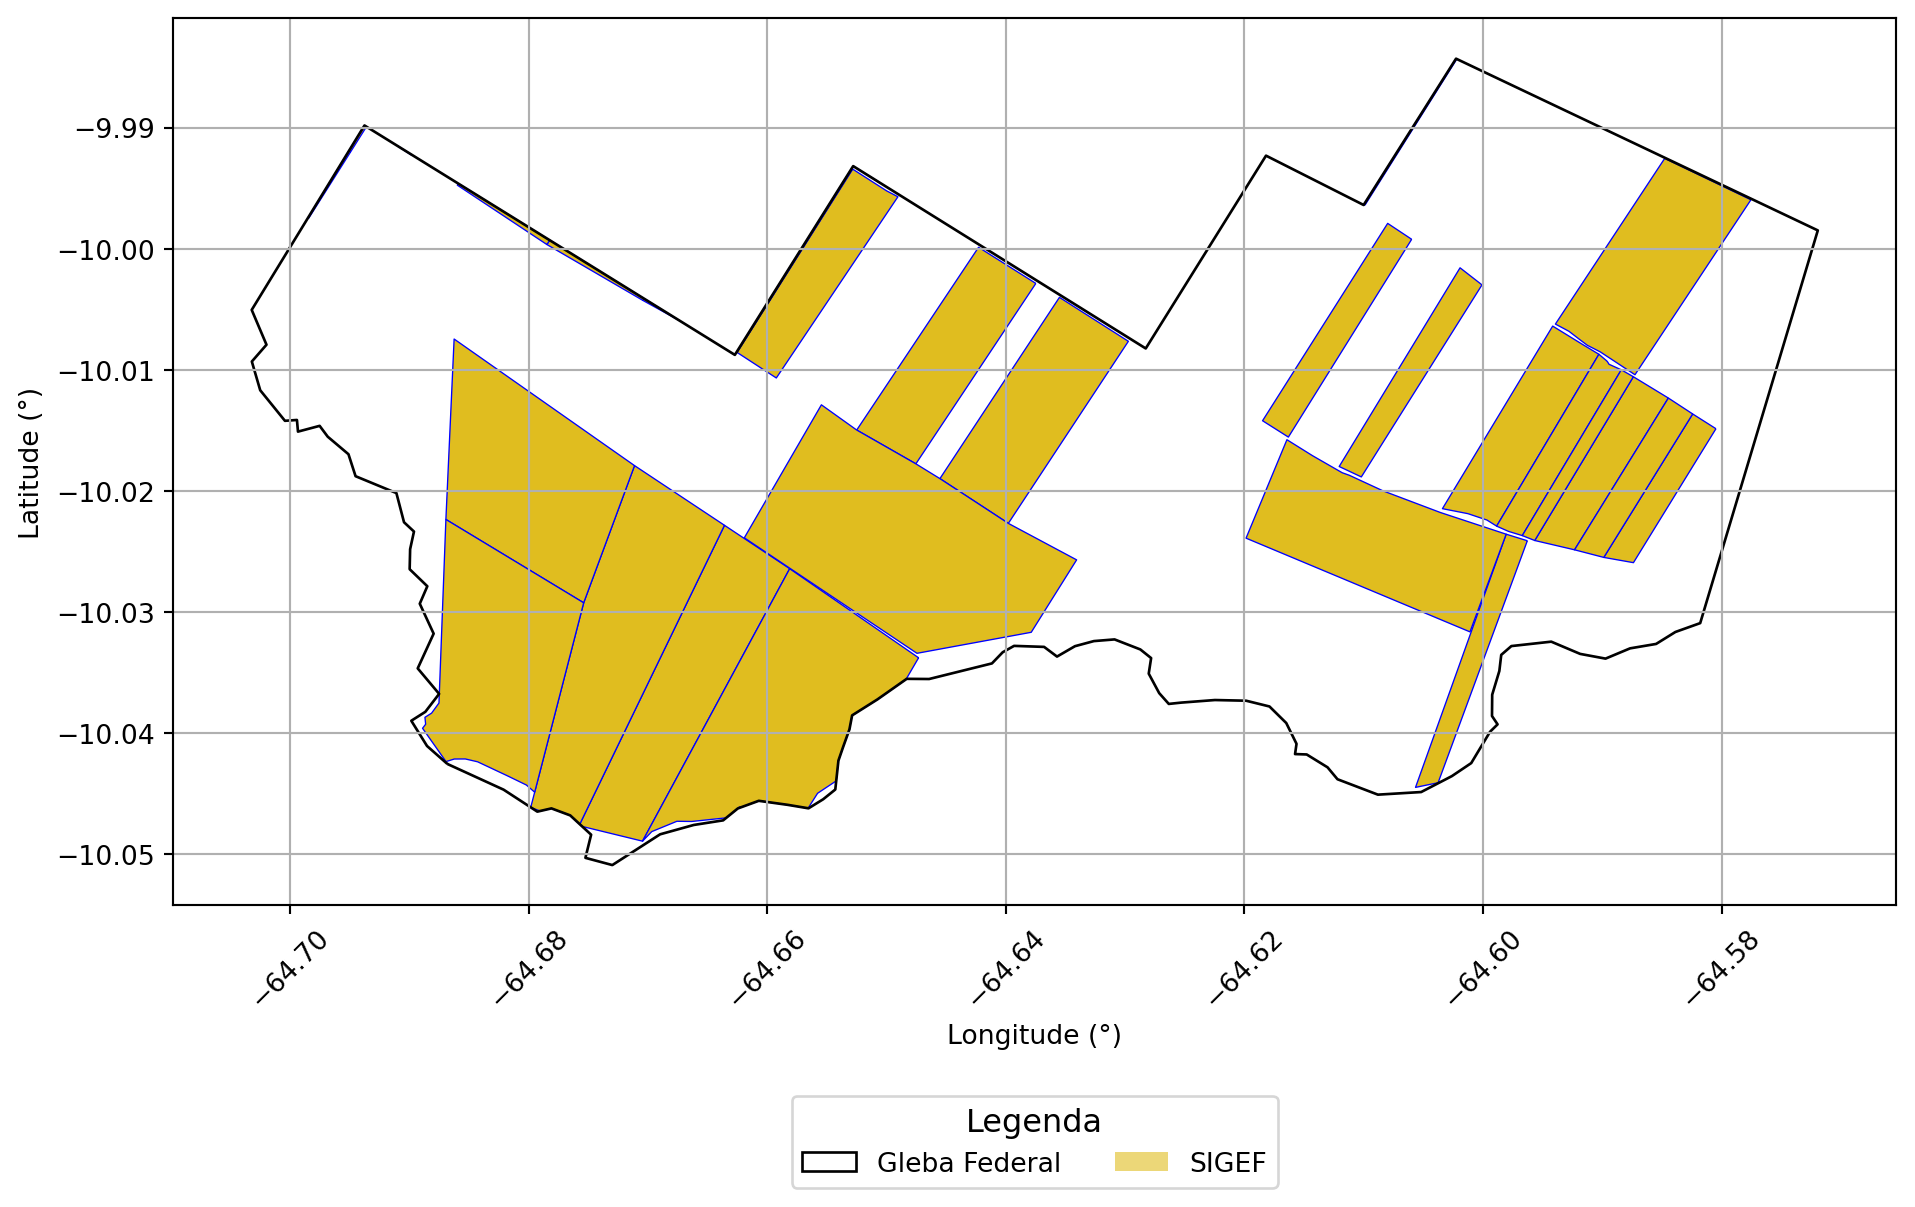 −9.99
−10.00
−10.01
−10.02
−10.03
−10.04
−10.05
Latitude (°)
−64.70 −64.68 −64.66 −64.64 −64.62 −64.60 −64.58
Longitude (°)
Legenda
Gleba Federal SIGEF